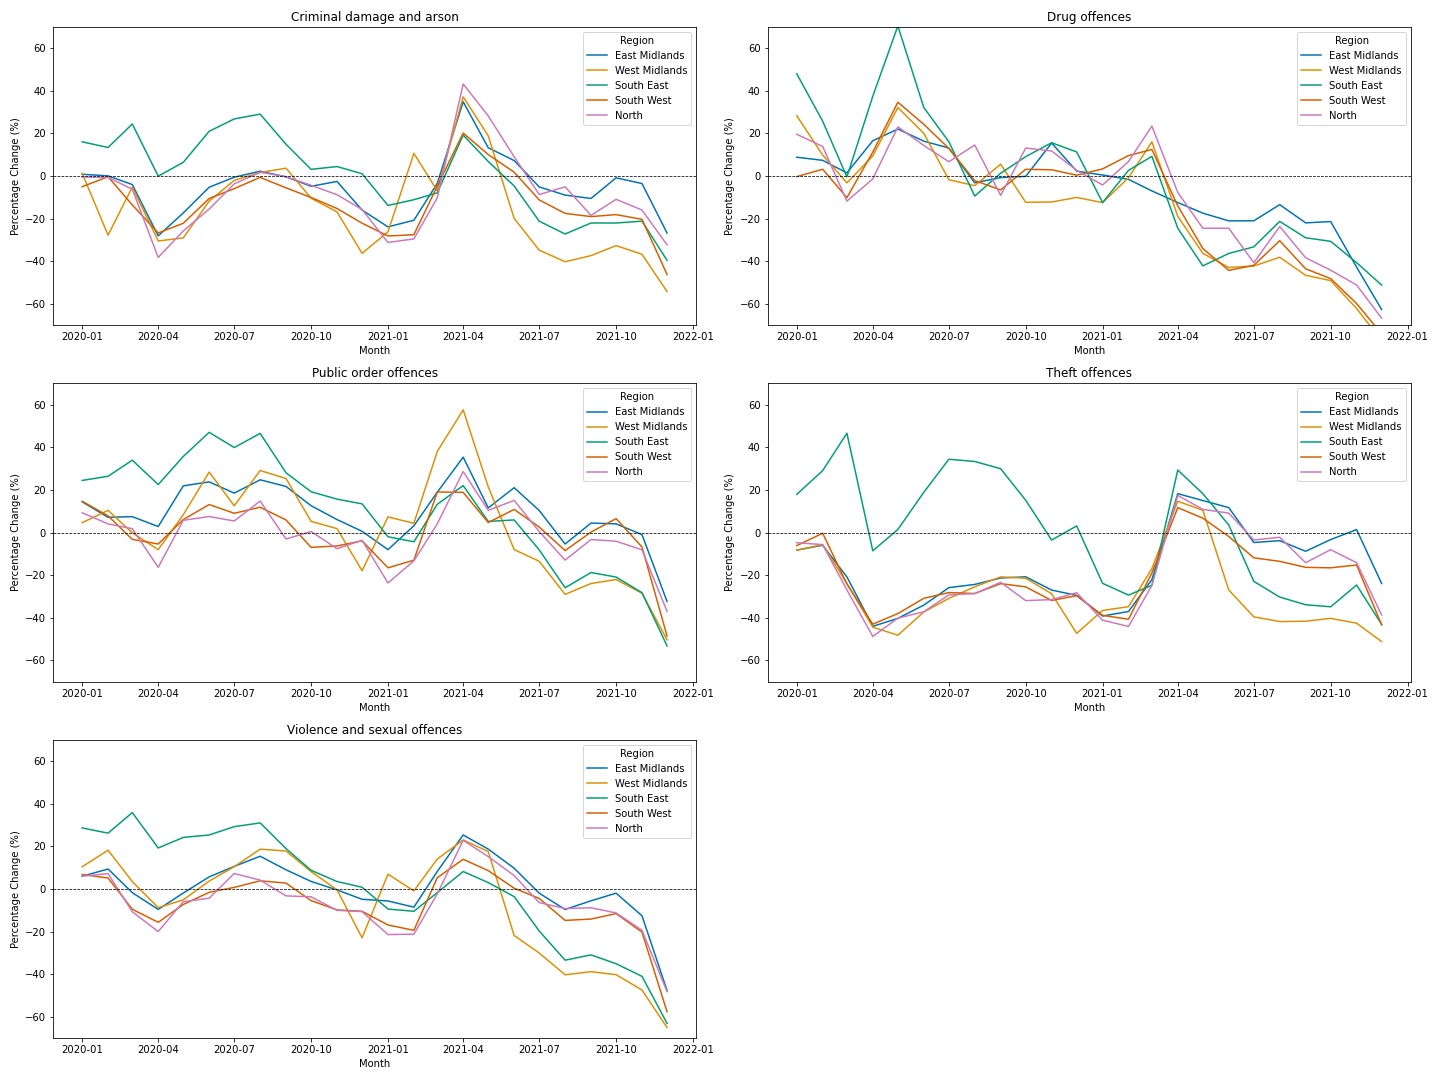 Criminal damage and arson
Percentage Change (%)
60
40
20
0
−20
−40
−60
Region
East Midlands
West Midlands
South East
South West
North
2020-01 2020-04 2020-07 2020-10 2021-01 2021-04 2021-07 2021-10 2022-01
Month
Drug offences
Percentage Change (%)
60
40
20
0
−20
−40
−60
Region
East Midlands
West Midlands
South East
South West
North
2020-01 2020-04 2020-07 2020-10 2021-01 2021-04 2021-07 2021-10 2022-01
Month
Public order offences
Percentage Change (%)
60
40
20
0
−20
−40
−60
Region
East Midlands
West Midlands
South East
South West
North
2020-01 2020-04 2020-07 2020-10 2021-01 2021-04 2021-07 2021-10 2022-01
Month
Theft offences
Percentage Change (%)
60
40
20
0
−20
−40
−60
Region
East Midlands
West Midlands
South East
South West
North
2020-01 2020-04 2020-07 2020-10 2021-01 2021-04 2021-07 2021-10 2022-01
Month
Violence and sexual offences
Percentage Change (%)
60
40
20
0
−20
−40
−60
Region
East Midlands
West Midlands
South East
South West
North
2020-01 2020-04 2020-07 2020-10 2021-01 2021-04 2021-07 2021-10 2022-01
Month